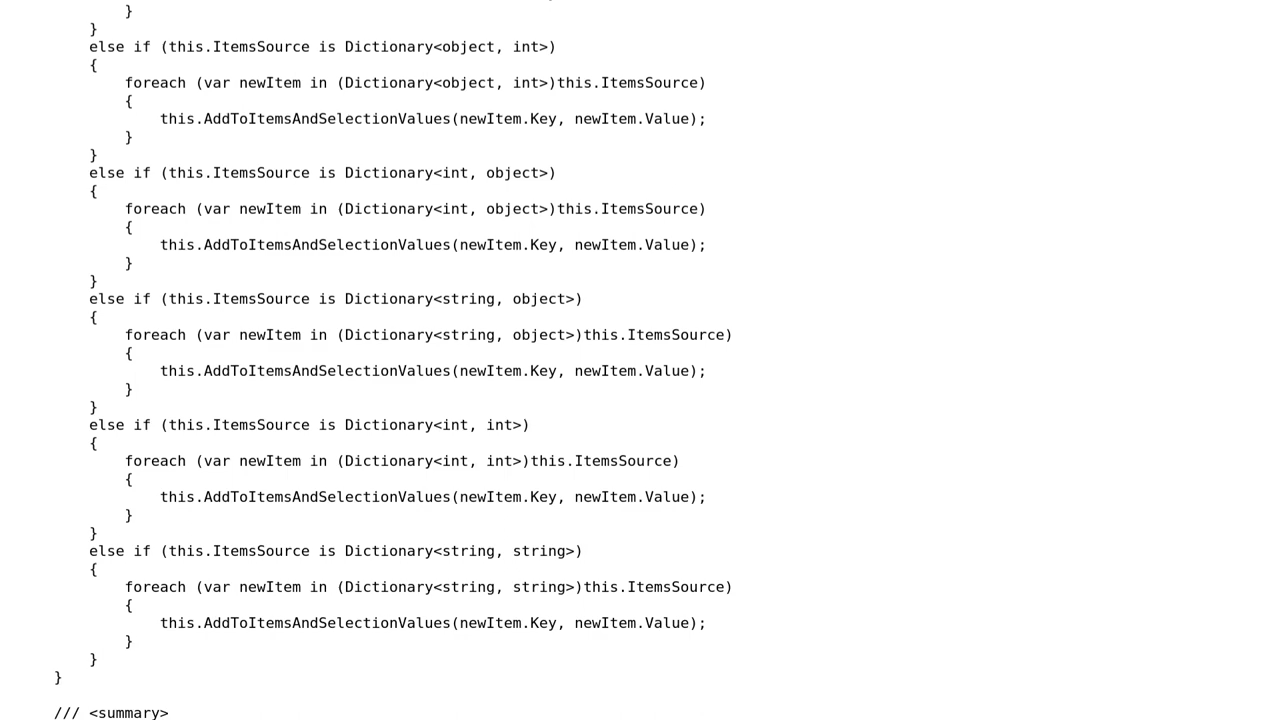 }
        }
        else if (this.ItemsSource is Dictionary<object, int>)
        {
            foreach (var newItem in (Dictionary<object, int>)this.ItemsSource)
            {
                this.AddToItemsAndSelectionValues(newItem.Key, newItem.Value);
            }
        }
        else if (this.ItemsSource is Dictionary<int, object>)
        {
            foreach (var newItem in (Dictionary<int, object>)this.ItemsSource)
            {
                this.AddToItemsAndSelectionValues(newItem.Key, newItem.Value);
            }
        }
        else if (this.ItemsSource is Dictionary<string, object>)
        {
            foreach (var newItem in (Dictionary<string, object>)this.ItemsSource)
            {
                this.AddToItemsAndSelectionValues(newItem.Key, newItem.Value);
            }
        }
        else if (this.ItemsSource is Dictionary<int, int>)
        {
            foreach (var newItem in (Dictionary<int, int>)this.ItemsSource)
            {
                this.AddToItemsAndSelectionValues(newItem.Key, newItem.Value);
            }
        }
        else if (this.ItemsSource is Dictionary<string, string>)
        {
            foreach (var newItem in (Dictionary<string, string>)this.ItemsSource)
            {
                this.AddToItemsAndSelectionValues(newItem.Key, newItem.Value);
            }
        }
    }

    /// <summary>